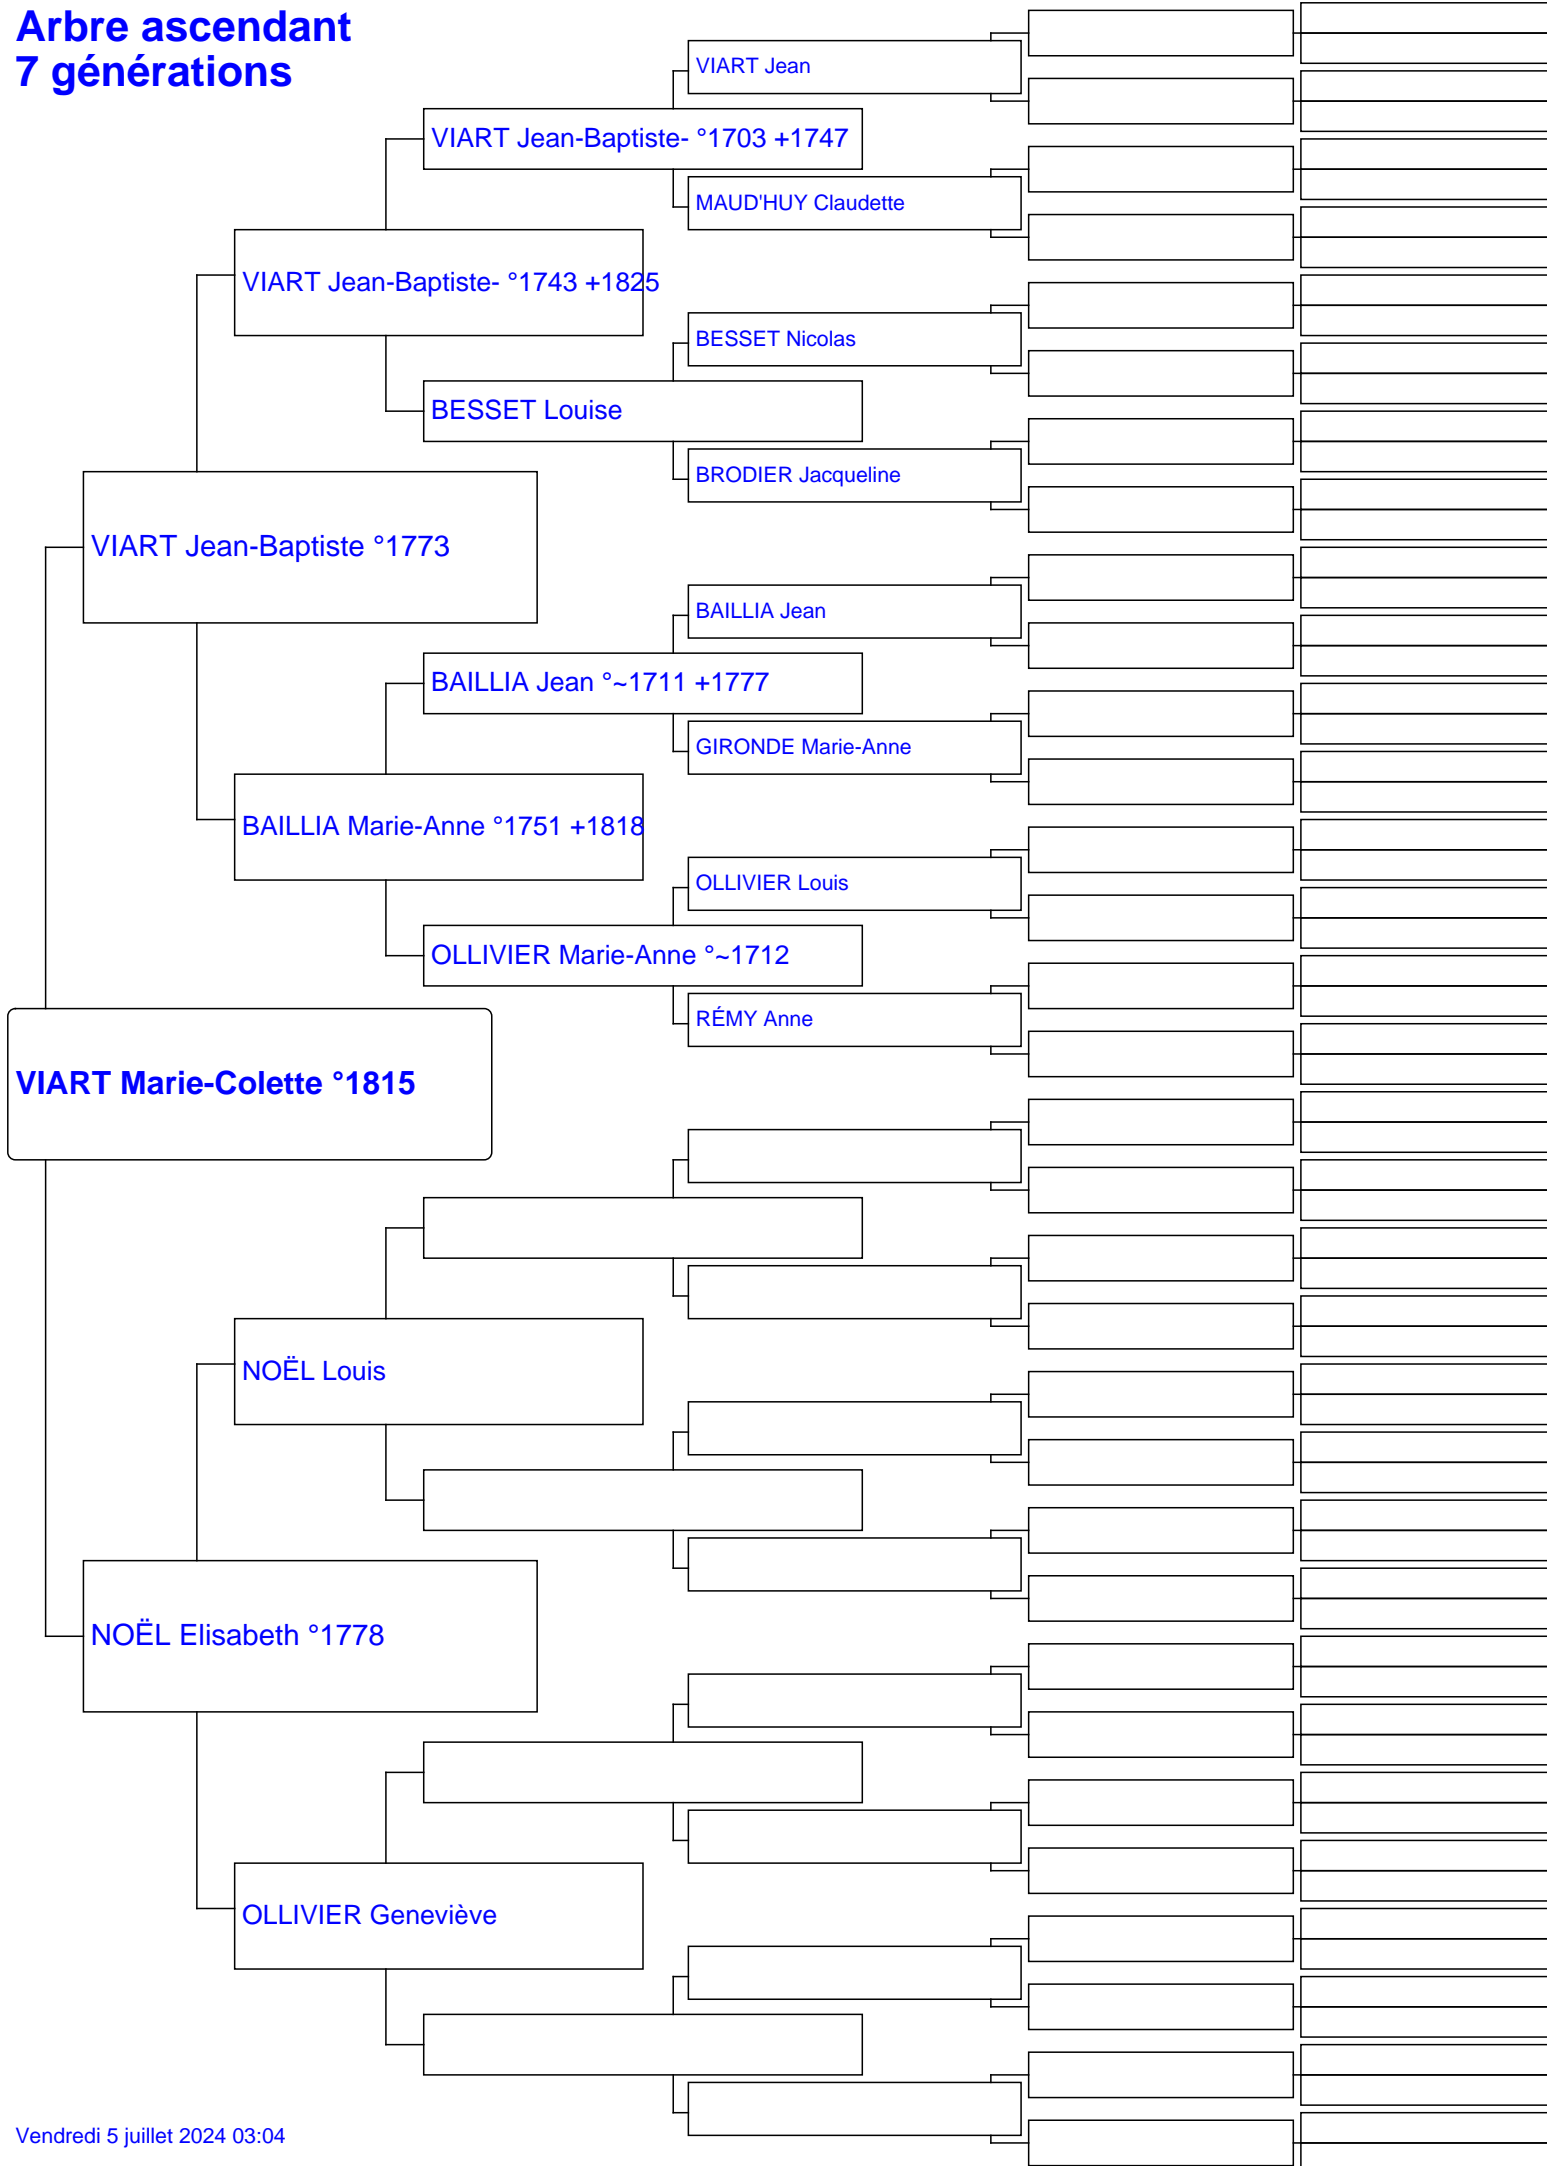 Arbre ascendant
7 générations
VIART Jean
VIART Jean-Baptiste- °1703 +1747
MAUD'HUY Claudette
VIART Jean-Baptiste- °1743 +1825
BESSET Nicolas
BESSET Louise
BRODIER Jacqueline
VIART Jean-Baptiste °1773
BAILLIA Jean
BAILLIA Jean °~1711 +1777
GIRONDE Marie-Anne
BAILLIA Marie-Anne °1751 +1818
OLLIVIER Louis
OLLIVIER Marie-Anne °~1712
RÉMY Anne
VIART Marie-Colette °1815
NOËL Louis
NOËL Elisabeth °1778
OLLIVIER Geneviève
Vendredi 5 juillet 2024 03:04